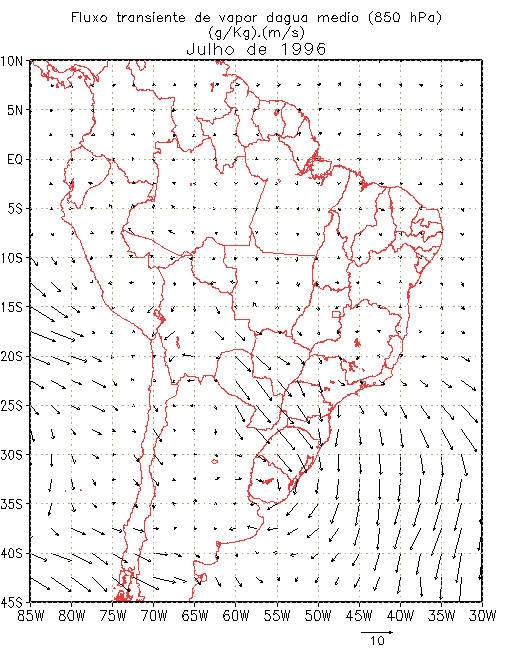 Fluxo transiente de vapor dagua medio (850 hPa)
(g/Kg).(m/s)
Julho de 1996
10N
5N
EQ
5S
10S
15S
20S
25S
30S
35S
40S
45S
85W 80W 75W 70W 65W 60W 55W 50W 45W 40W 35W 30W
10